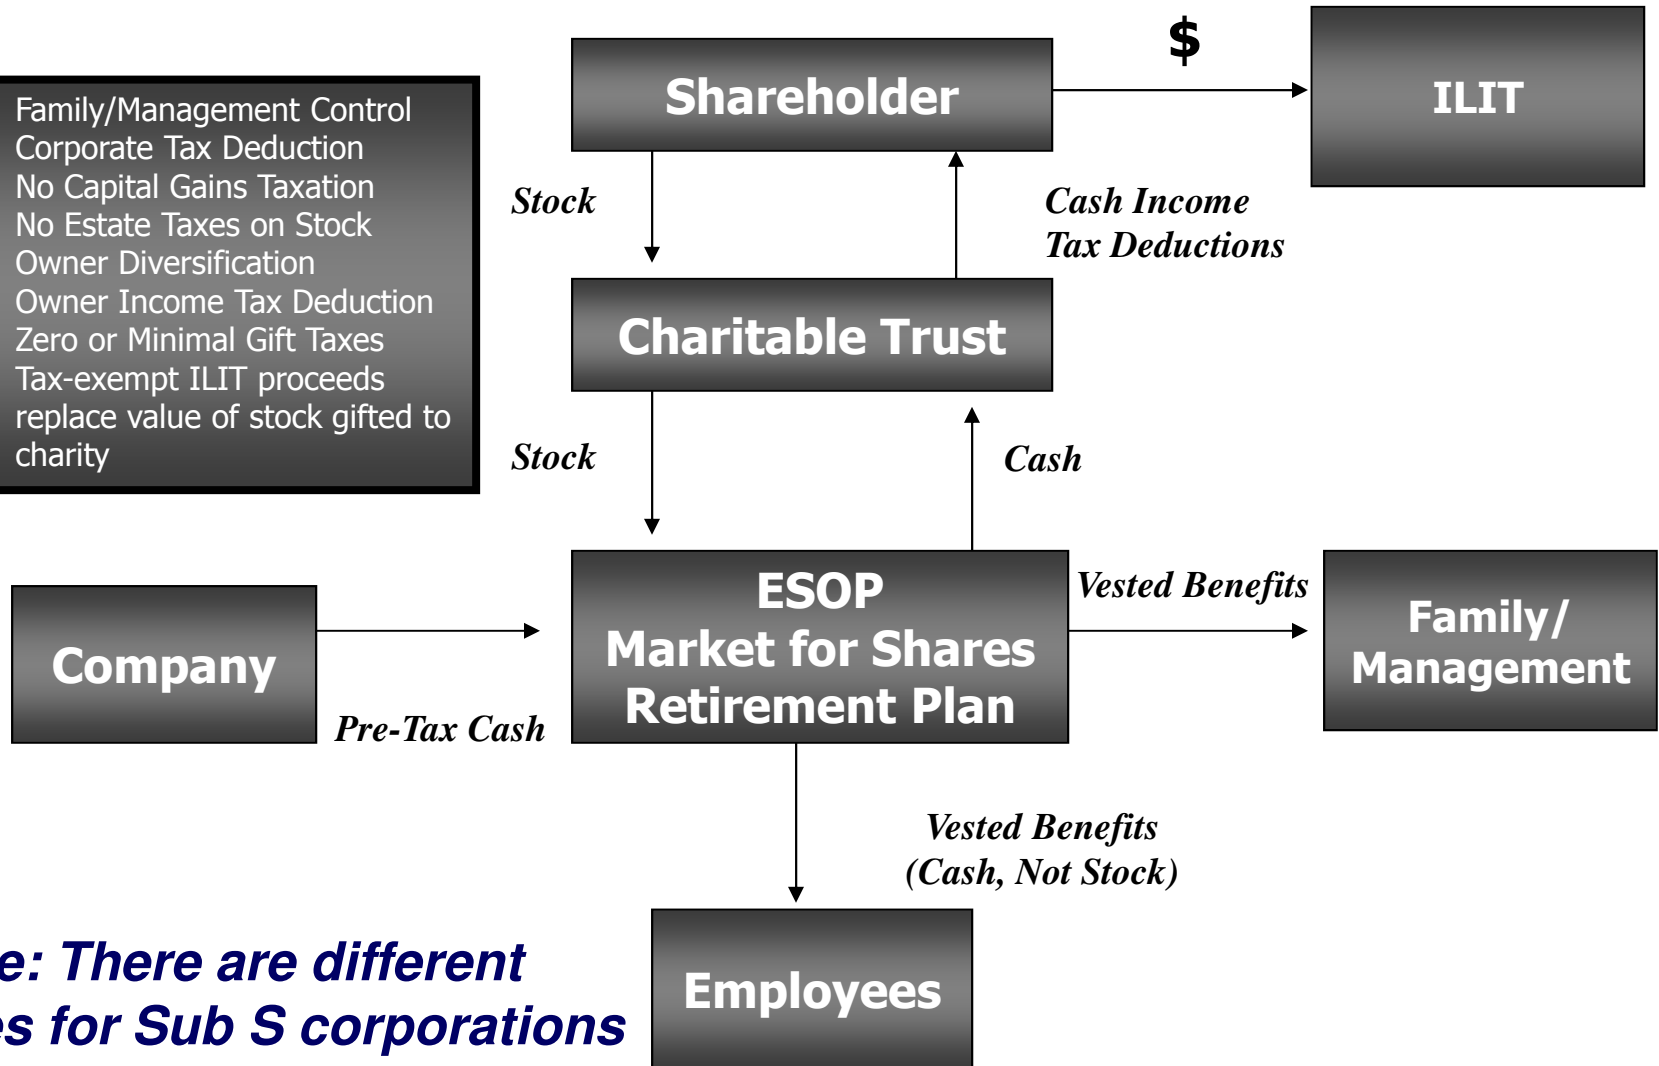 $
Shareholder
ILIT
Family/Management Control
Corporate Tax Deduction
No Capital Gains Taxation
No Estate Taxes on Stock
Owner Diversification
Owner Income Tax Deduction
Zero or Minimal Gift Taxes
Tax-exempt ILIT proceeds
replace value of stock gifted to
charity
Stock
Cash Income
Tax Deductions
Charitable Trust
Stock
Cash
Company
Pre-Tax Cash
ESOP
Market for Shares
Retirement Plan
Vested Benefits
Family/
Management
Vested Benefits
(Cash, Not Stock)
Employees
e: There are different
es for Sub S corporations